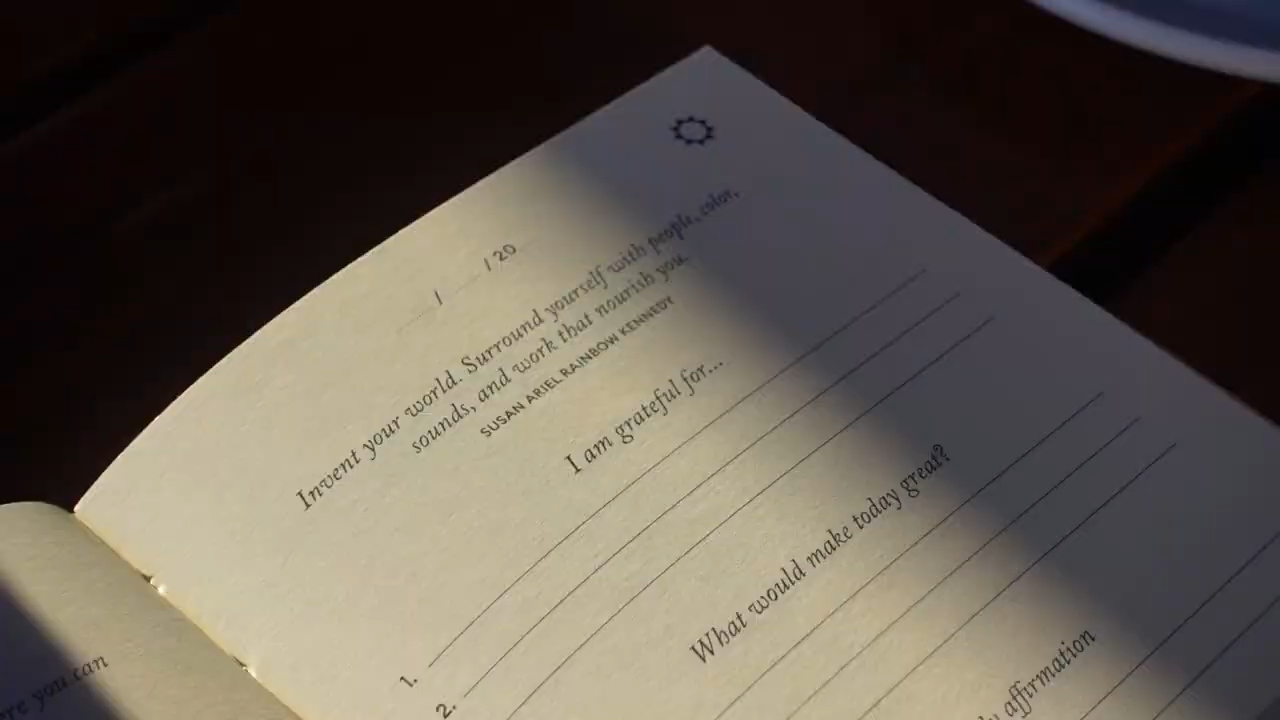 / / 20
Invent your world. Surround yourself with people, color,
sounds, and work that nourish you.
SUSAN ARIEL RAINBOW KENNEDY
I am grateful for...
1.
2.
What would make today great?
affirmation
you can